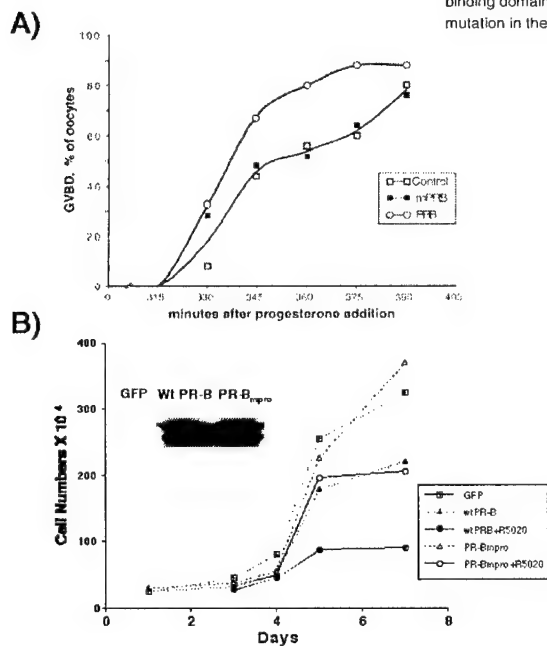 binding domain
mutation in the
A)
GVBD, % of oocytes
100
80
60
40
20
0
0 315 330 345 360 375 390 405
minutes after progesterone addition
Control
mPRB
PRB
B)
Cell Numbers X 10⁴
400
300
200
100
0
0 2 4 6 8
Days
GFP Wt PR-B PR-Bmpro
GFP
wtPR-B
wtPRB+R5020
PR-Bmpro
PR-Bmpro+R5020